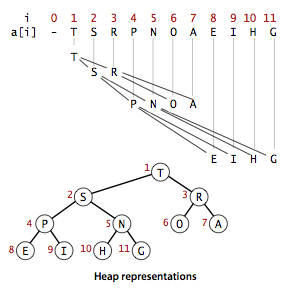 i 0 1 2 3 4 5 6 7 8 9 10 11
a[i] - T S R P N O A E I H G
T
S R
P N O A
E I H G
1 T
2 S 3 R
4 P 5 N 6 O 7 A
8 E 9 I 10 H 11 G
Heap representations